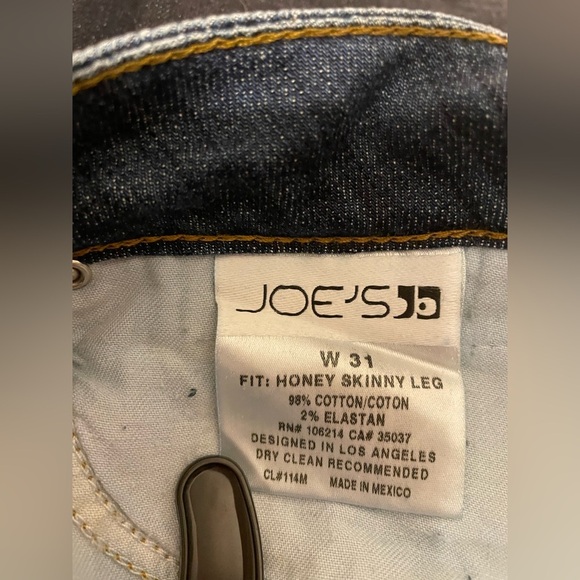 JOE'S
W 31
FIT: HONEY SKINNY LEG
98% COTTON/COTON
2% ELASTAN
RN# 106214 CA# 35037
DESIGNED IN LOS ANGELES
DRY CLEAN RECOMMENDED
CL#114M MADE IN MEXICO